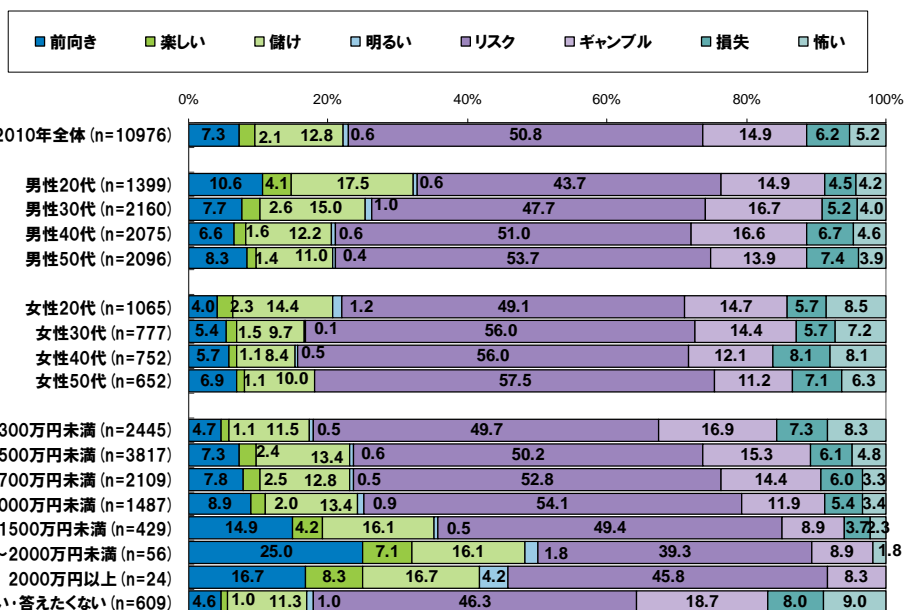 前向き 楽しい 儲け 明るい リスク ギャンブル 損失 怖い
0% 20% 40% 60% 80% 100%
2010年全体(n=10976) 7.3 2.1 12.8 0.6 50.8 14.9 6.2 5.2
男性20代(n=1399) 10.6 4.1 17.5 0.6 43.7 14.9 4.5 4.2
男性30代(n=2160) 7.7 2.6 15.0 1.0 47.7 16.7 5.2 4.0
男性40代(n=2075) 6.6 1.6 12.2 0.6 51.0 16.6 6.7 4.6
男性50代(n=2096) 8.3 1.4 11.0 0.4 53.7 13.9 7.4 3.9
女性20代(n=1065) 4.0 2.3 14.4 1.2 49.1 14.7 5.7 8.5
女性30代(n=777) 5.4 1.5 9.7 0.1 56.0 14.4 5.7 7.2
女性40代(n=752) 5.7 1.1 8.4 0.5 56.0 12.1 8.1 8.1
女性50代(n=652) 6.9 1.1 10.0 57.5 11.2 7.1 6.3
300万円未満(n=2445) 4.7 1.1 11.5 0.5 49.7 16.9 7.3 8.3
500万円未満(n=3817) 7.3 2.4 13.4 0.6 50.2 15.3 6.1 4.8
700万円未満(n=2109) 7.8 2.5 12.8 0.5 52.8 14.4 6.0 3.3
000万円未満(n=1487) 8.9 2.0 13.4 0.9 54.1 11.9 5.4 3.4
1500万円未満(n=429) 14.9 4.2 16.1 0.5 49.4 8.9 3.7 2.3
~2000万円未満(n=56) 25.0 7.1 16.1 1.8 39.3 8.9 1.8
2000万円以上(n=24) 16.7 8.3 16.7 4.2 45.8 8.3
い・答えたくない(n=609) 4.6 1.0 11.3 1.0 46.3 18.7 8.0 9.0